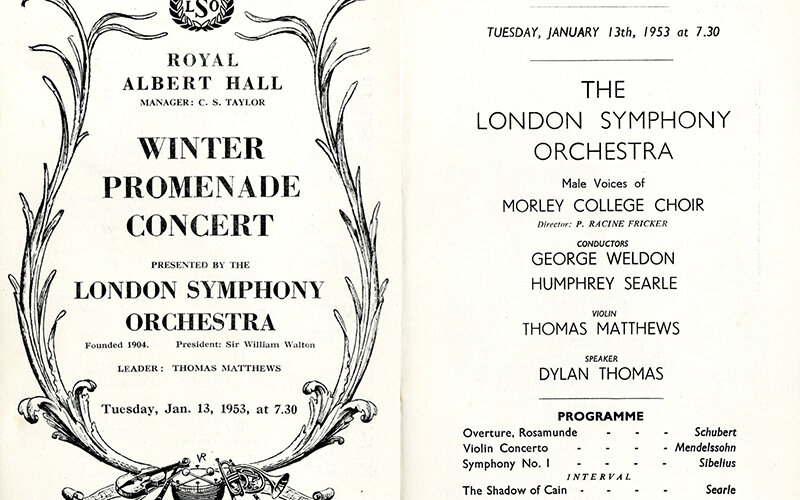 LSO
ROYAL
ALBERT HALL
MANAGER: C. S. TAYLOR
WINTER
PROMENADE
CONCERT
PRESENTED BY THE
LONDON SYMPHONY
ORCHESTRA
Founded 1904. President: Sir William Walton
LEADER: THOMAS MATTHEWS
Tuesday, Jan. 13, 1953, at 7.30
VR
TUESDAY, JANUARY 13th, 1953 at 7.30
THE
LONDON SYMPHONY
ORCHESTRA
Male Voices of
MORLEY COLLEGE CHOIR
Director: P. RACINE FRICKER
CONDUCTORS
GEORGE WELDON
HUMPHREY SEARLE
VIOLIN
THOMAS MATTHEWS
SPEAKER
DYLAN THOMAS
PROGRAMME
Overture, Rosamunde - - - Schubert
Violin Concerto - - - Mendelssohn
Symphony No. 1 - - - Sibelius
INTERVAL
The Shadow of Cain - - - Searle